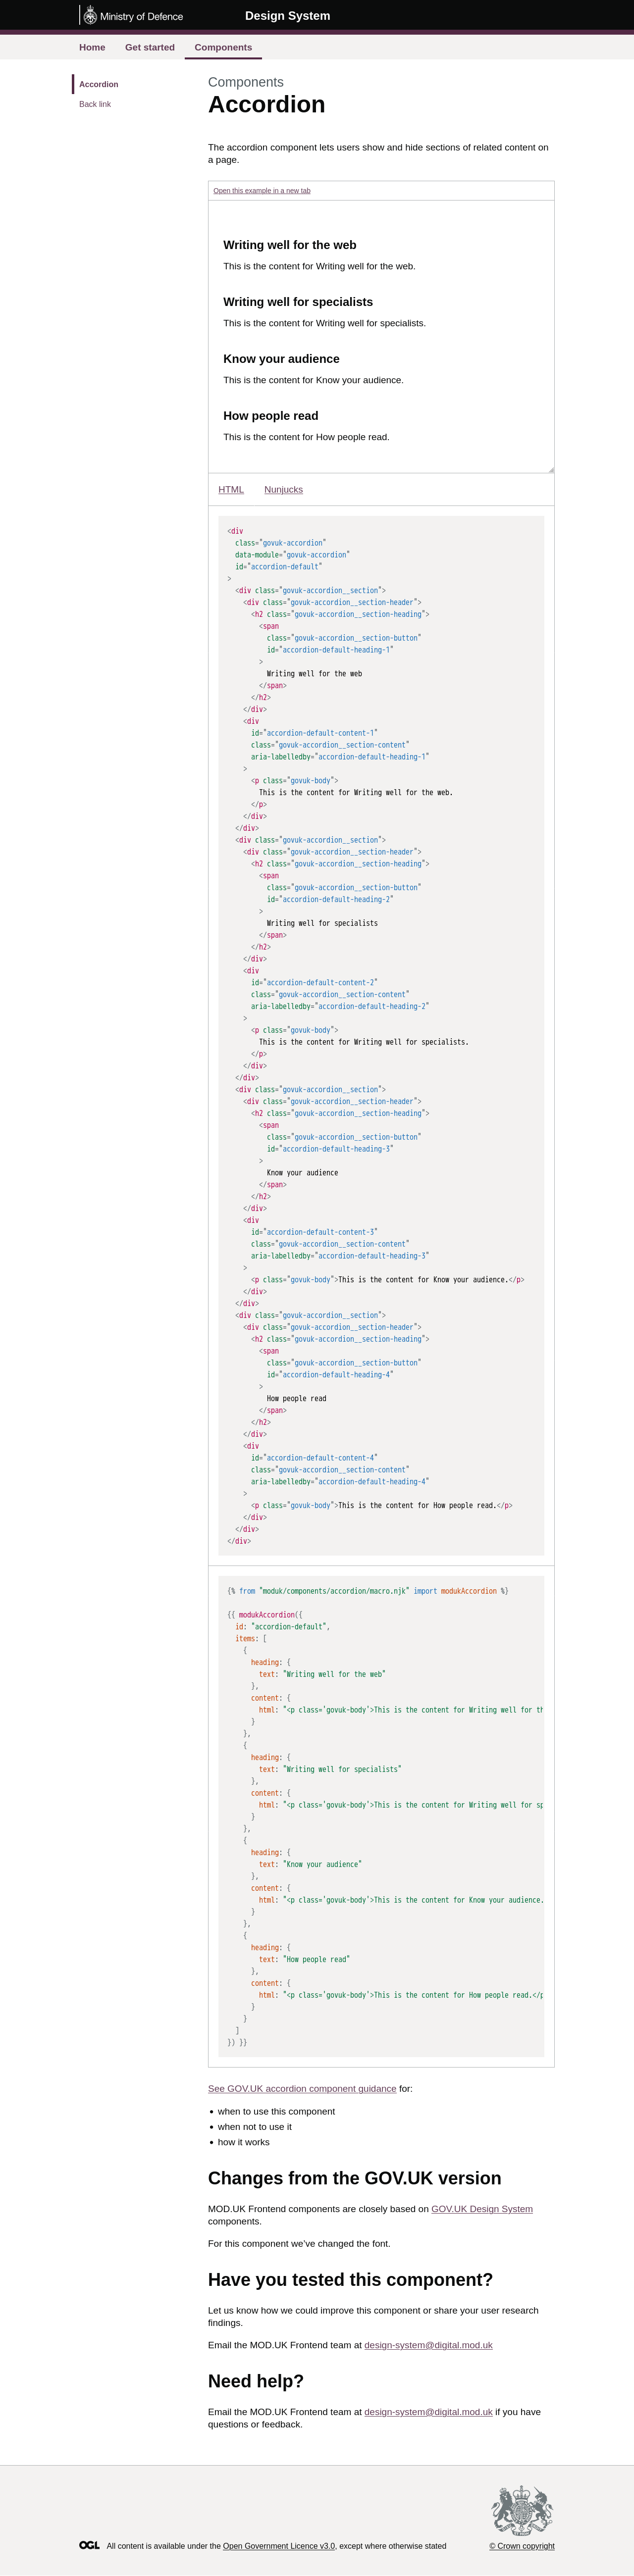 Ministry of Defence
Design System
Home
Get started
Components
Accordion
Back link
Components
Accordion
The accordion component lets users show and hide sections of related content on
a page.
Open this example in a new tab
Writing well for the web
This is the content for Writing well for the web.
Writing well for specialists
This is the content for Writing well for specialists.
Know your audience
This is the content for Know your audience.
How people read
This is the content for How people read.
HTML
Nunjucks
<div
  class="govuk-accordion"
  data-module="govuk-accordion"
  id="accordion-default"
>
  <div class="govuk-accordion__section">
    <div class="govuk-accordion__section-header">
      <h2 class="govuk-accordion__section-heading">
        <span
          class="govuk-accordion__section-button"
          id="accordion-default-heading-1"
        >
          Writing well for the web
        </span>
      </h2>
    </div>
    <div
      id="accordion-default-content-1"
      class="govuk-accordion__section-content"
      aria-labelledby="accordion-default-heading-1"
    >
      <p class="govuk-body">
        This is the content for Writing well for the web.
      </p>
    </div>
  </div>
  <div class="govuk-accordion__section">
    <div class="govuk-accordion__section-header">
      <h2 class="govuk-accordion__section-heading">
        <span
          class="govuk-accordion__section-button"
          id="accordion-default-heading-2"
        >
          Writing well for specialists
        </span>
      </h2>
    </div>
    <div
      id="accordion-default-content-2"
      class="govuk-accordion__section-content"
      aria-labelledby="accordion-default-heading-2"
    >
      <p class="govuk-body">
        This is the content for Writing well for specialists.
      </p>
    </div>
  </div>
  <div class="govuk-accordion__section">
    <div class="govuk-accordion__section-header">
      <h2 class="govuk-accordion__section-heading">
        <span
          class="govuk-accordion__section-button"
          id="accordion-default-heading-3"
        >
          Know your audience
        </span>
      </h2>
    </div>
    <div
      id="accordion-default-content-3"
      class="govuk-accordion__section-content"
      aria-labelledby="accordion-default-heading-3"
    >
      <p class="govuk-body">This is the content for Know your audience.</p>
    </div>
  </div>
  <div class="govuk-accordion__section">
    <div class="govuk-accordion__section-header">
      <h2 class="govuk-accordion__section-heading">
        <span
          class="govuk-accordion__section-button"
          id="accordion-default-heading-4"
        >
          How people read
        </span>
      </h2>
    </div>
    <div
      id="accordion-default-content-4"
      class="govuk-accordion__section-content"
      aria-labelledby="accordion-default-heading-4"
    >
      <p class="govuk-body">This is the content for How people read.</p>
    </div>
  </div>
</div>
{% from "moduk/components/accordion/macro.njk" import modukAccordion %}
{{ modukAccordion({
  id: "accordion-default",
  items: [
    {
      heading: {
        text: "Writing well for the web"
      },
      content: {
        html: "<p class='govuk-body'>This is the content for Writing well for th
      }
    },
    {
      heading: {
        text: "Writing well for specialists"
      },
      content: {
        html: "<p class='govuk-body'>This is the content for Writing well for sp
      }
    },
    {
      heading: {
        text: "Know your audience"
      },
      content: {
        html: "<p class='govuk-body'>This is the content for Know your audience.
      }
    },
    {
      heading: {
        text: "How people read"
      },
      content: {
        html: "<p class='govuk-body'>This is the content for How people read.</p
      }
    }
  ]
}) }}
See GOV.UK accordion component guidance for:
• when to use this component
• when not to use it
• how it works
Changes from the GOV.UK version
MOD.UK Frontend components are closely based on GOV.UK Design System
components.
For this component we’ve changed the font.
Have you tested this component?
Let us know how we could improve this component or share your user research
findings.
Email the MOD.UK Frontend team at design-system@digital.mod.uk
Need help?
Email the MOD.UK Frontend team at design-system@digital.mod.uk if you have
questions or feedback.
OGL All content is available under the Open Government Licence v3.0, except where otherwise stated
© Crown copyright